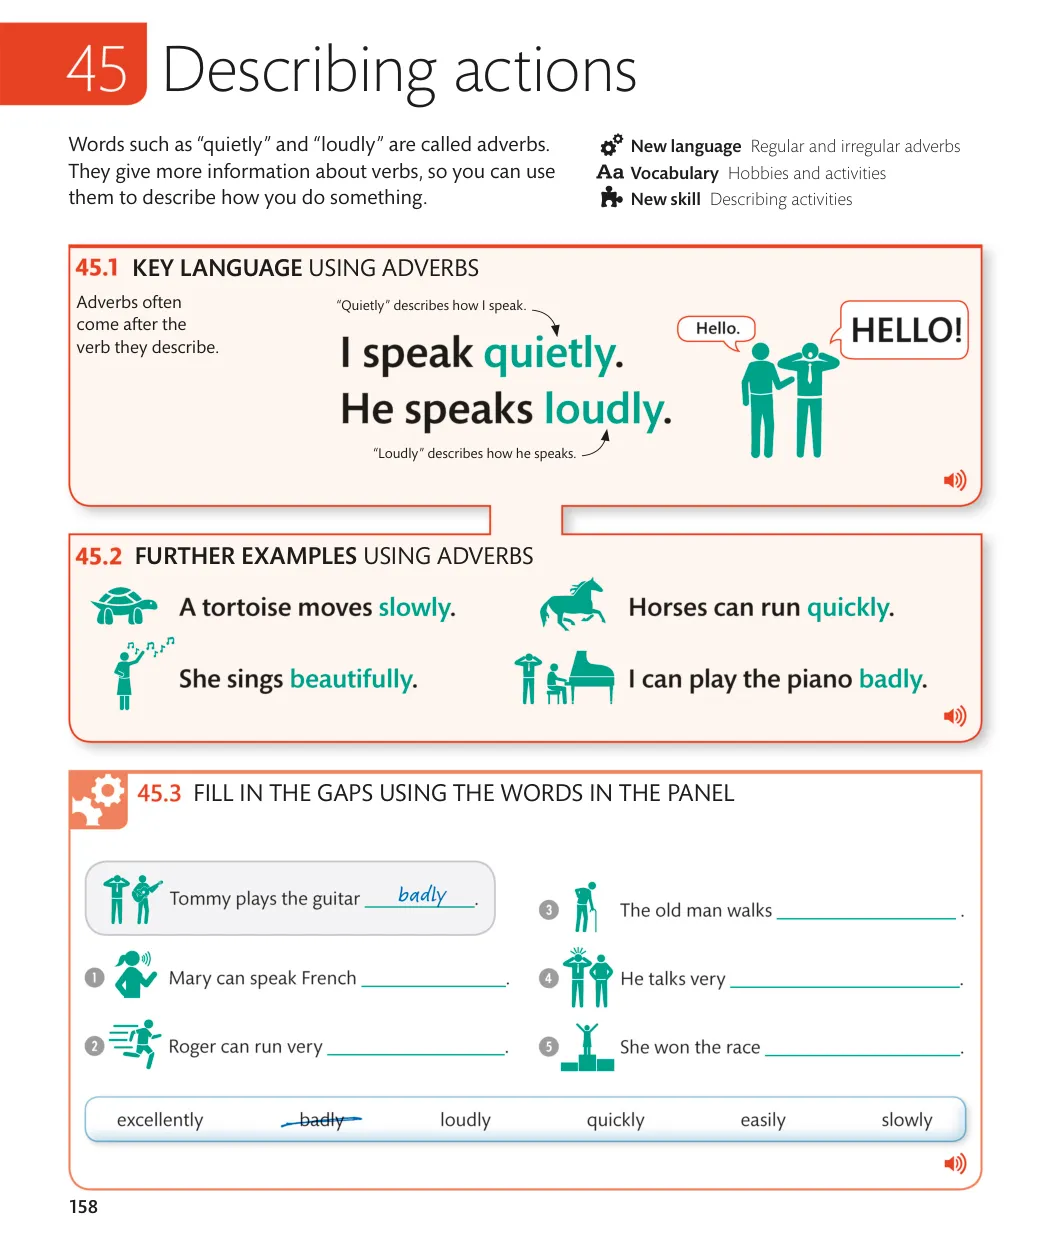 45 Describing actions
Words such as “quietly” and “loudly” are called adverbs.
They give more information about verbs, so you can use
them to describe how you do something.
New language Regular and irregular adverbs
Aa Vocabulary Hobbies and activities
New skill Describing activities
45.1 KEY LANGUAGE USING ADVERBS
Adverbs often
come after the
verb they describe.
“Quietly” describes how I speak.
I speak quietly.
He speaks loudly.
“Loudly” describes how he speaks.
Hello.
HELLO!
45.2 FURTHER EXAMPLES USING ADVERBS
A tortoise moves slowly.
Horses can run quickly.
She sings beautifully.
I can play the piano badly.
45.3 FILL IN THE GAPS USING THE WORDS IN THE PANEL
Tommy plays the guitar badly.
1 Mary can speak French ____.
2 Roger can run very ____.
3 The old man walks ____ .
4 He talks very ____.
5 She won the race ____.
excellently badly loudly quickly easily slowly
158